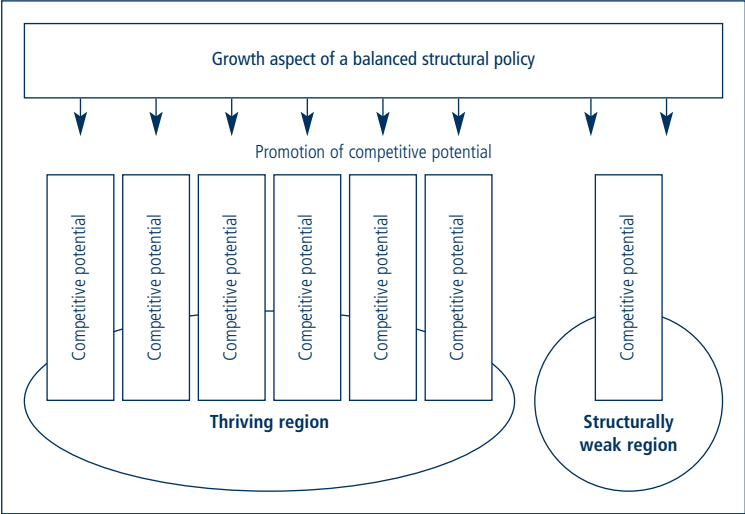 Growth aspect of a balanced structural policy
Promotion of competitive potential
Competitive potential
Competitive potential
Competitive potential
Competitive potential
Competitive potential
Competitive potential
Competitive potential
Thriving region
Structurally
weak region